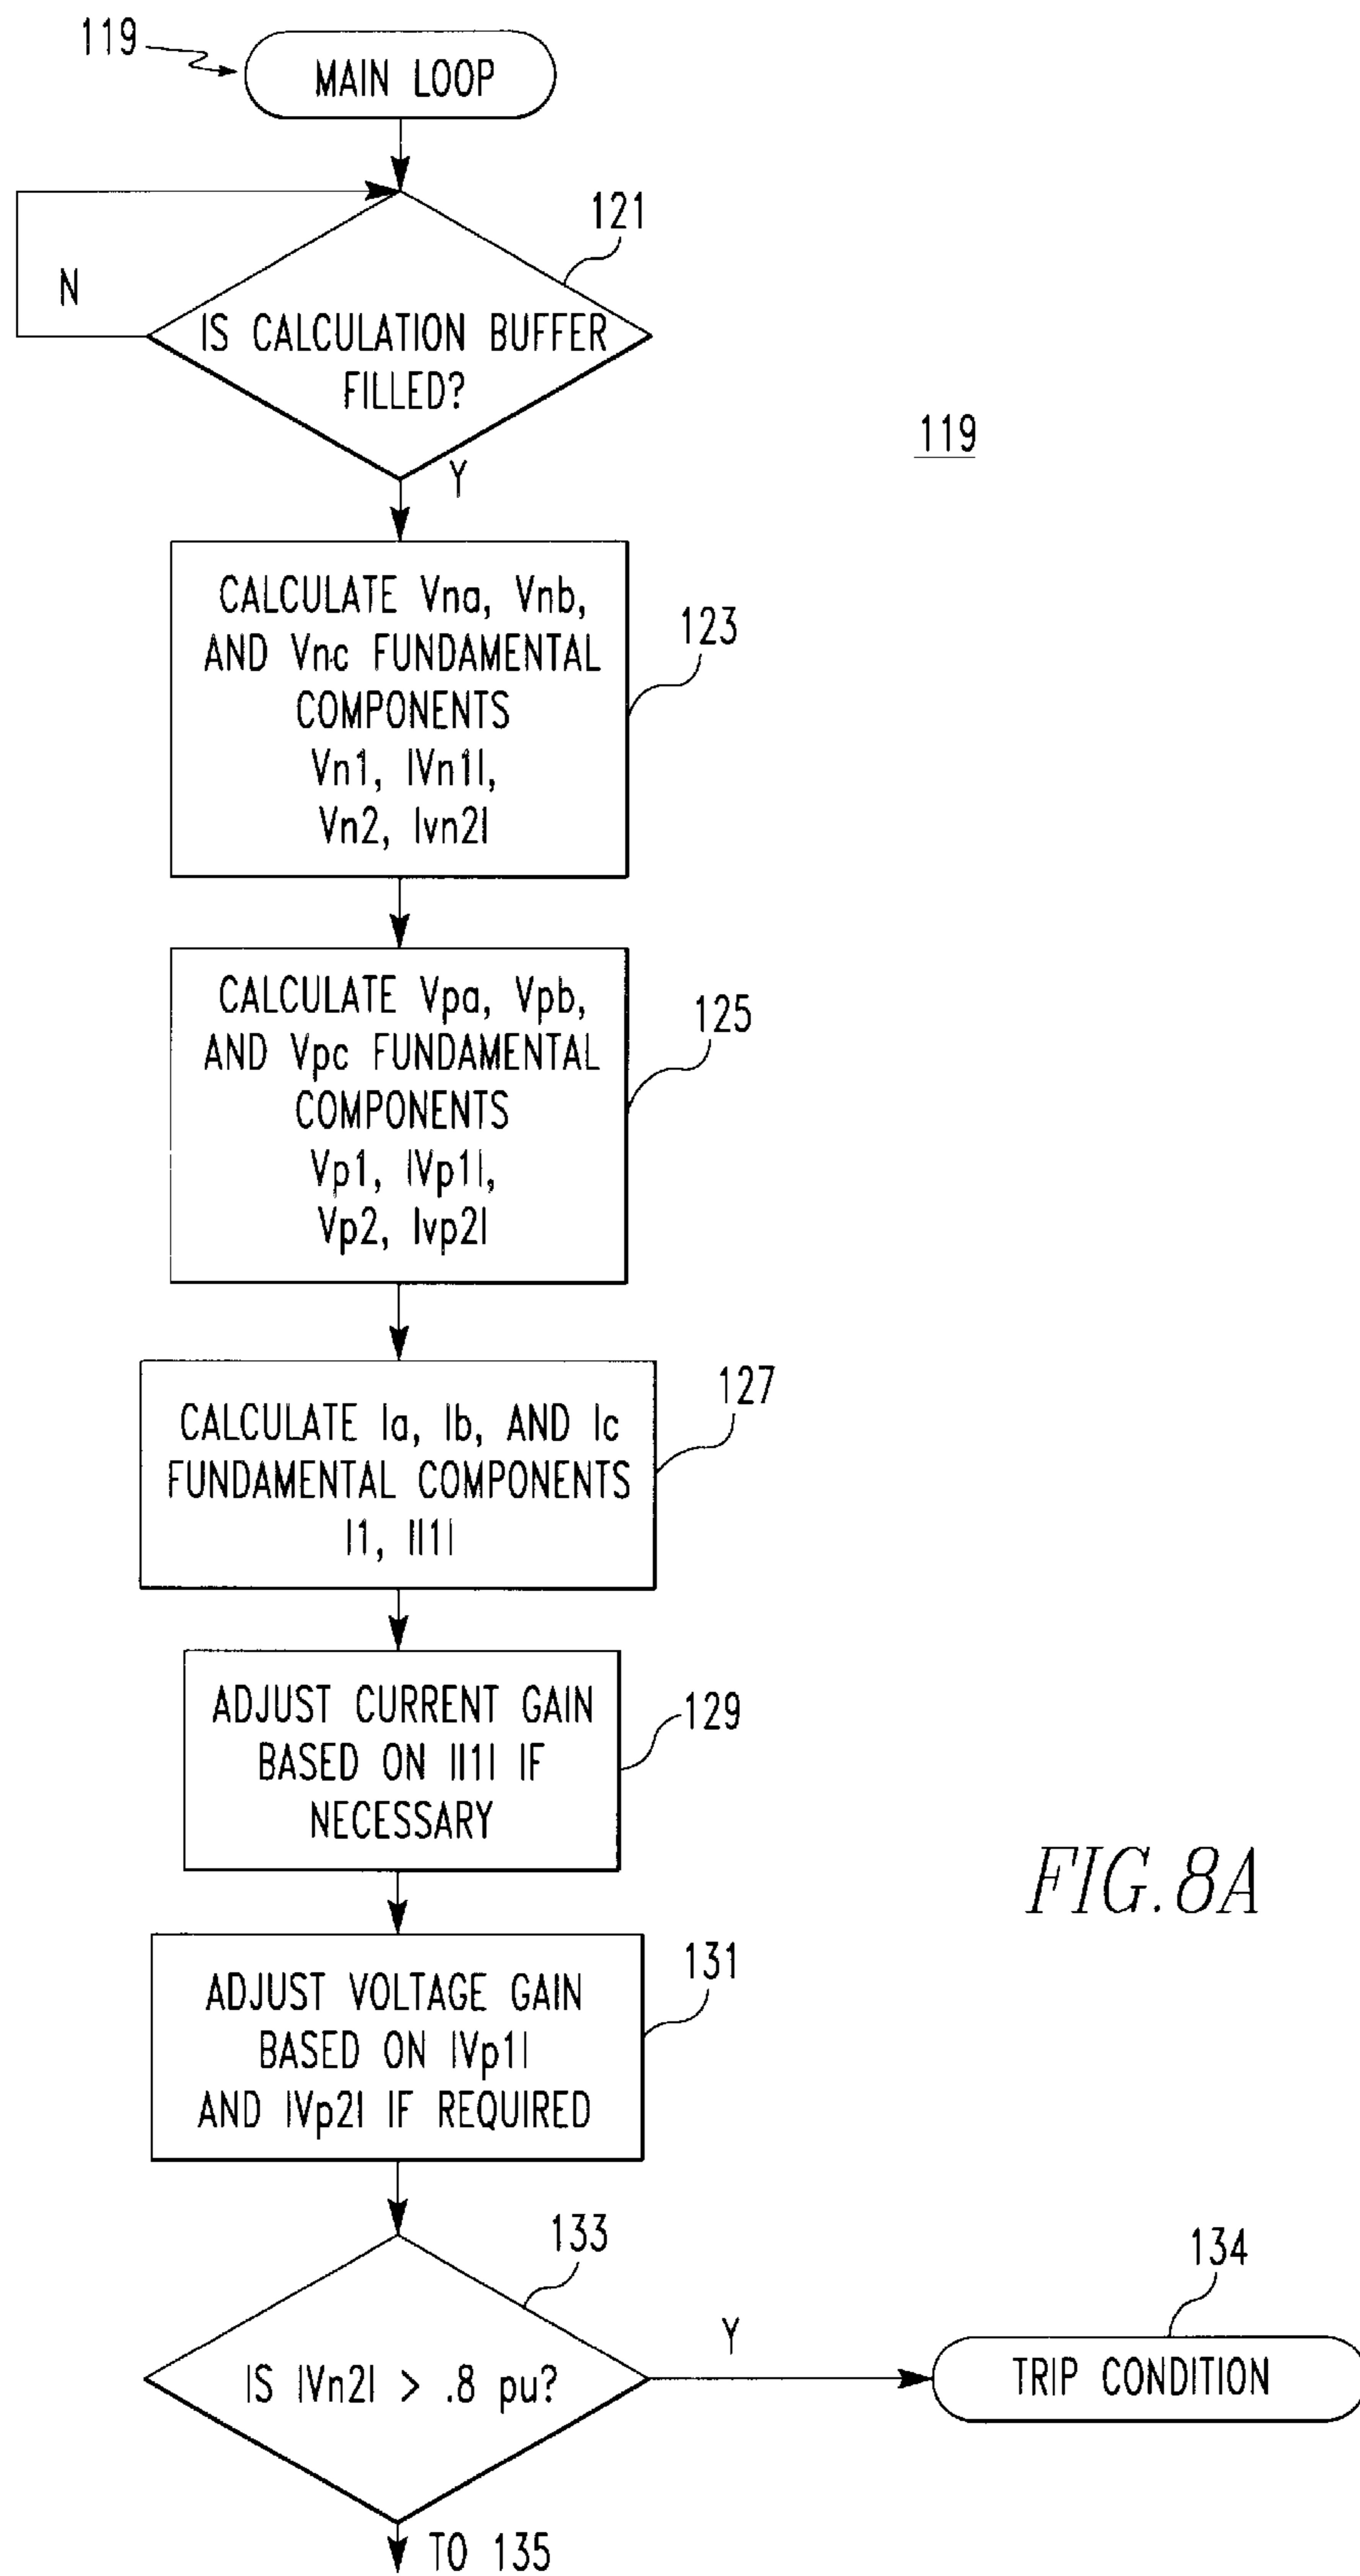 119
MAIN LOOP
121
N
IS CALCULATION BUFFER
FILLED?
119
Y
CALCULATE Vna, Vnb,
AND Vnc FUNDAMENTAL
COMPONENTS
Vn1, |Vn1|,
Vn2, |vn2|
123
CALCULATE Vpa, Vpb,
AND Vpc FUNDAMENTAL
COMPONENTS
Vp1, |Vp1|,
Vp2, |vp2|
125
127
CALCULATE Ia, Ib, AND Ic
FUNDAMENTAL COMPONENTS
I1, |I1|
ADJUST CURRENT GAIN
BASED ON |I1| IF
NECESSARY
129
FIG. 8A
131
ADJUST VOLTAGE GAIN
BASED ON |Vp1|
AND |Vp2| IF REQUIRED
133
IS |Vn2| > .8 pu?
Y
134
TRIP CONDITION
TO 135